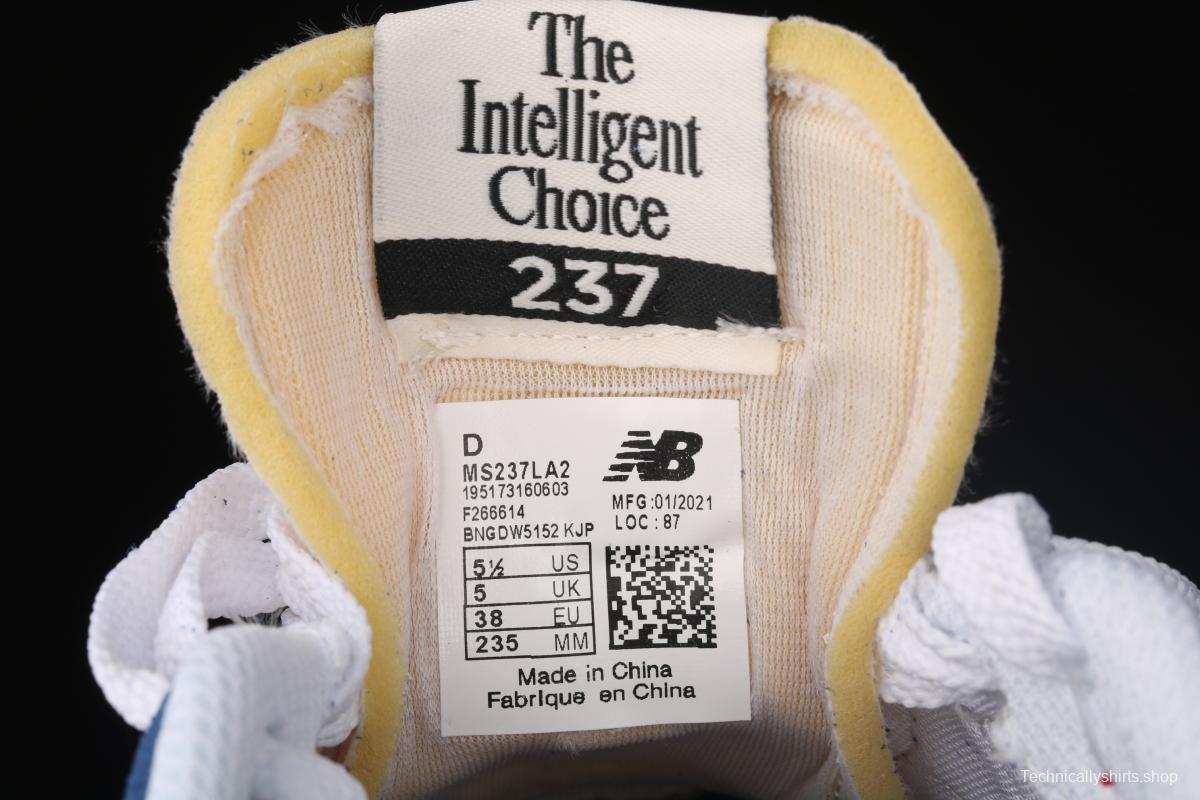 The
Intelligent
Choice
237
D
MS237LA2
195173160603
F266614
BNGDW5152 KJP
NB
MFG:01/2021
LOC : 87
5½ US
5 UK
38 EU
235 MM
Made in China
Fabrique en China
Technicallyshirts.shop